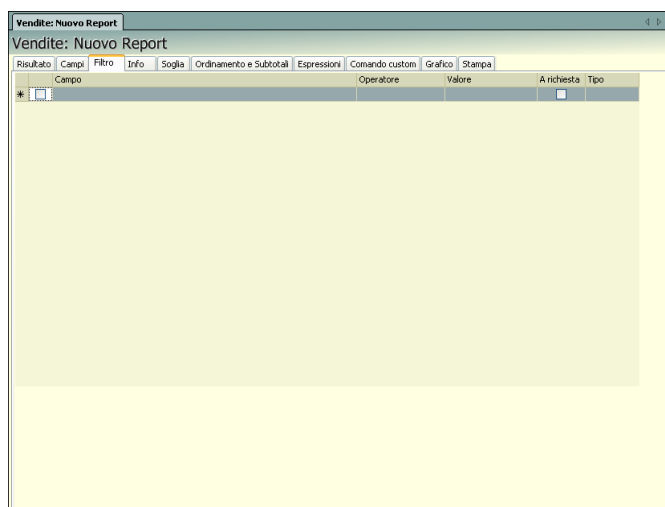 Vendite: Nuovo Report
Vendite: Nuovo Report
Risultato Campi Filtro Info Soglia Ordinamento e Subtotali Espressioni Comando custom Grafico Stampa
Campo Operatore Valore A richiesta Tipo